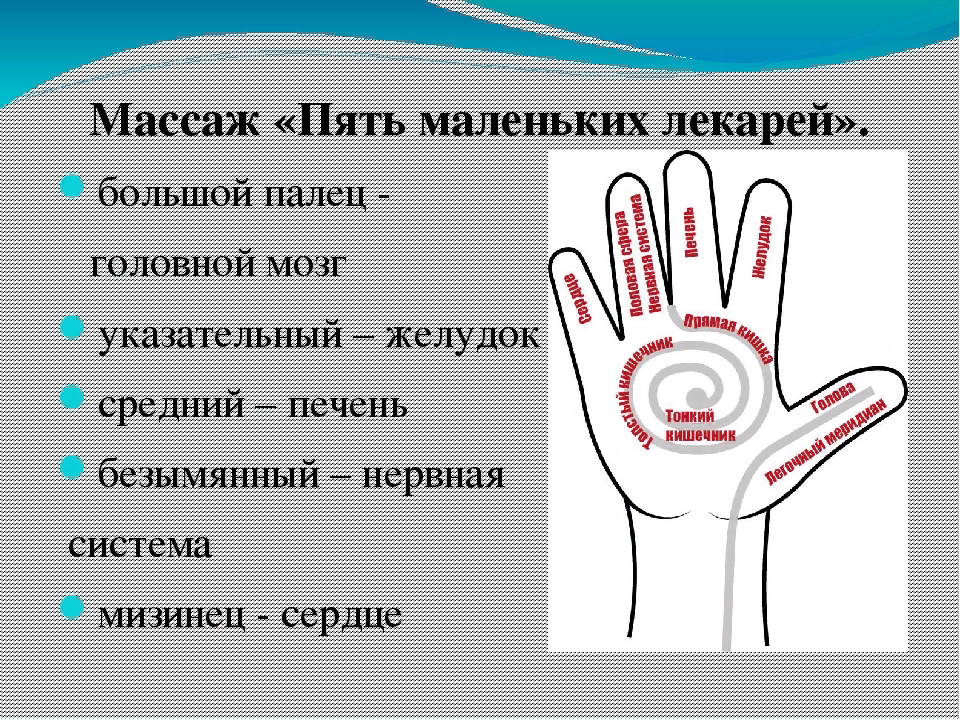 Массаж «Пять маленьких лекарей».
большой палец -
головной мозг
указательный – желудок
средний – печень
безымянный – нервная
система
мизинец - сердце
Сердце
Половая сфера
Нервная система
Печень
Желудок
Прямая кишка
Толстый кишечник
Тонкий
кишечник
Голова
Легочный меридиан